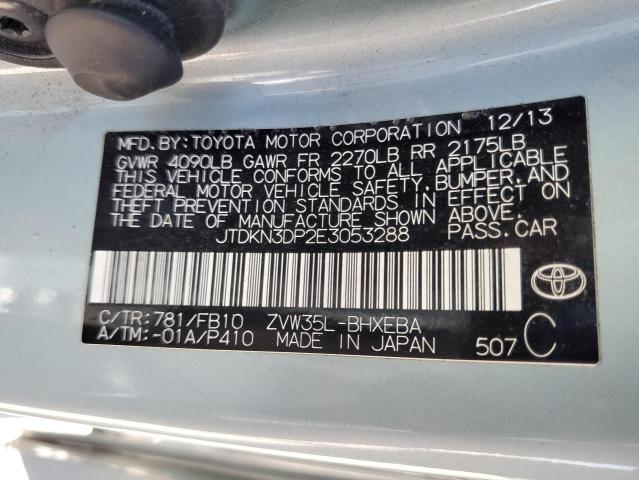 MFD. BY: TOYOTA MOTOR CORPORATION 12/13
GVWR 4090LB GAWR FR 2270LB RR 2175LB
THIS VEHICLE CONFORMS TO ALL APPLICABLE
FEDERAL MOTOR VEHICLE SAFETY, BUMPER, AND
THEFT PREVENTION STANDARDS IN EFFECT ON
THE DATE OF MANUFACTURE SHOWN ABOVE.
JTDKN3DP2E3053288 PASS. CAR
C/TR: 781/FB10 ZVW35L-BHXEBA
A/TM: -01A/P410 MADE IN JAPAN 507 C